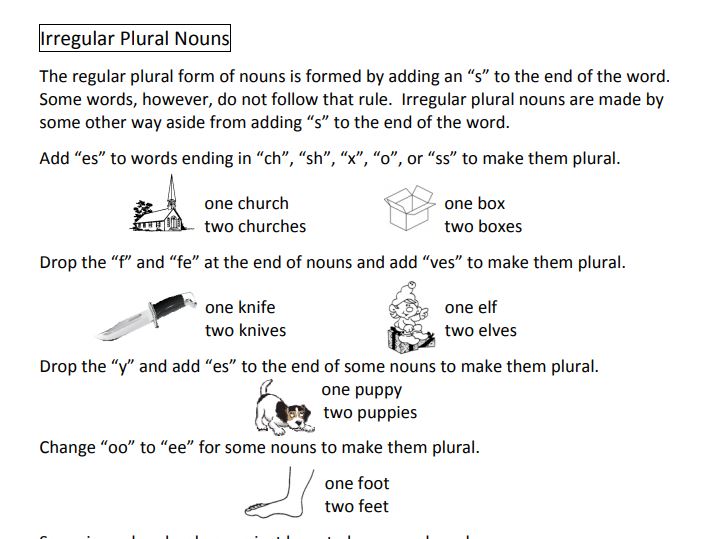 Irregular Plural Nouns
The regular plural form of nouns is formed by adding an “s” to the end of the word.
Some words, however, do not follow that rule.  Irregular plural nouns are made by
some other way aside from adding “s” to the end of the word.
Add “es” to words ending in “ch”, “sh”, “x”, “o”, or “ss” to make them plural.
one church
two churches
one box
two boxes
Drop the “f” and “fe” at the end of nouns and add “ves” to make them plural.
one knife
two knives
one elf
two elves
Drop the “y” and add “es” to the end of some nouns to make them plural.
one puppy
two puppies
Change “oo” to “ee” for some nouns to make them plural.
one foot
two feet